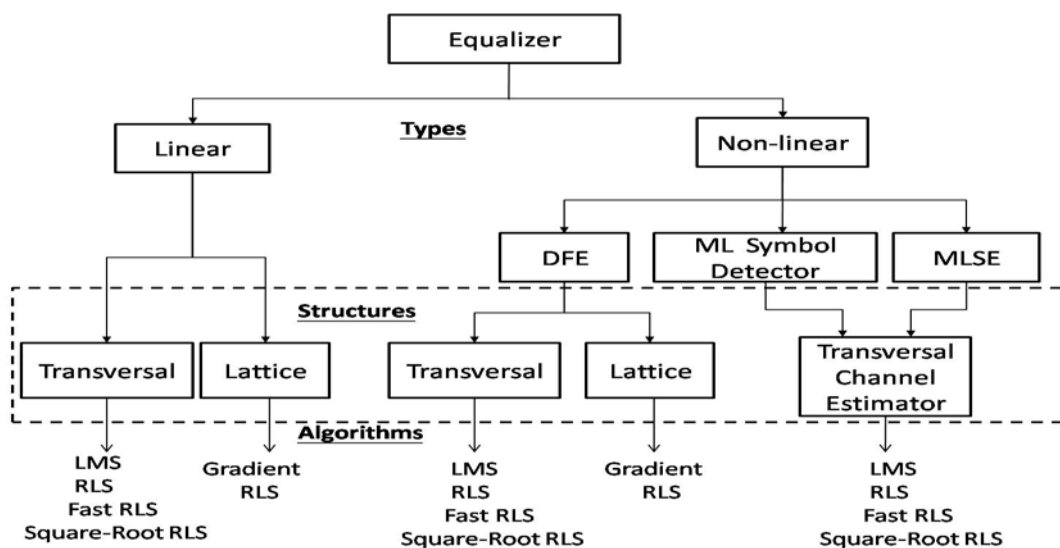 Equalizer
Types
Linear
Non-linear
DFE
ML Symbol
Detector
MLSE
Structures
Transversal
Lattice
Transversal
Lattice
Transversal
Channel
Estimator
Algorithms
LMS
RLS
Fast RLS
Square-Root RLS
Gradient
RLS
LMS
RLS
Fast RLS
Square-Root RLS
Gradient
RLS
LMS
RLS
Fast RLS
Square-Root RLS